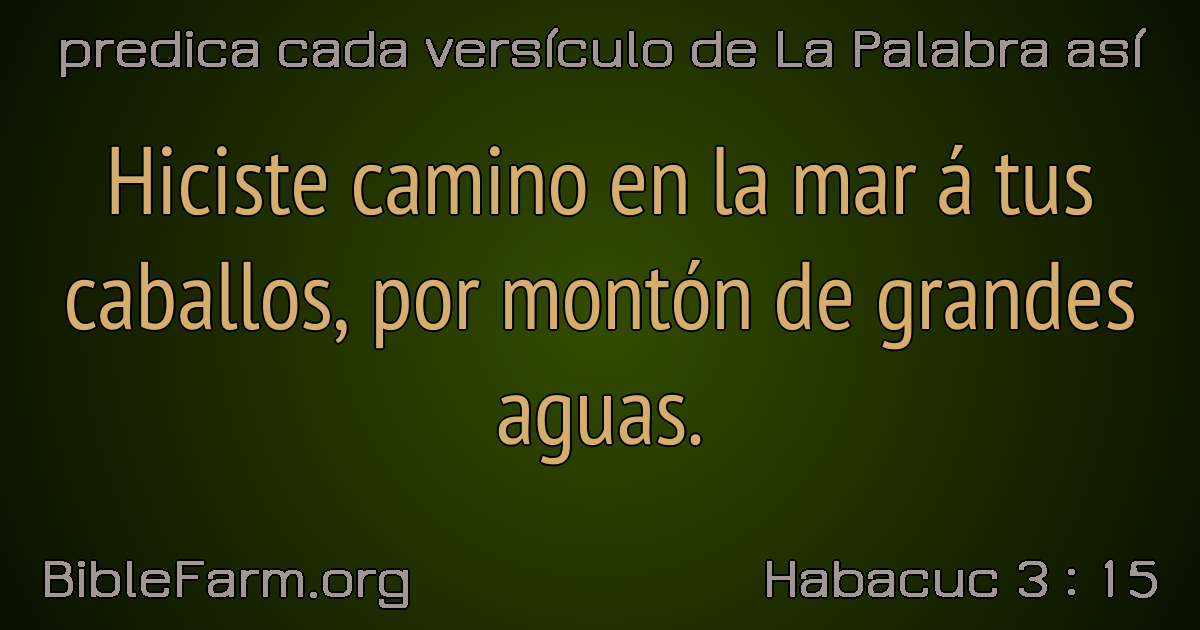 predica cada versículo de La Palabra así
Hiciste camino en la mar á tus
caballos, por montón de grandes
aguas.
BibleFarm.org
Habacuc 3 : 15